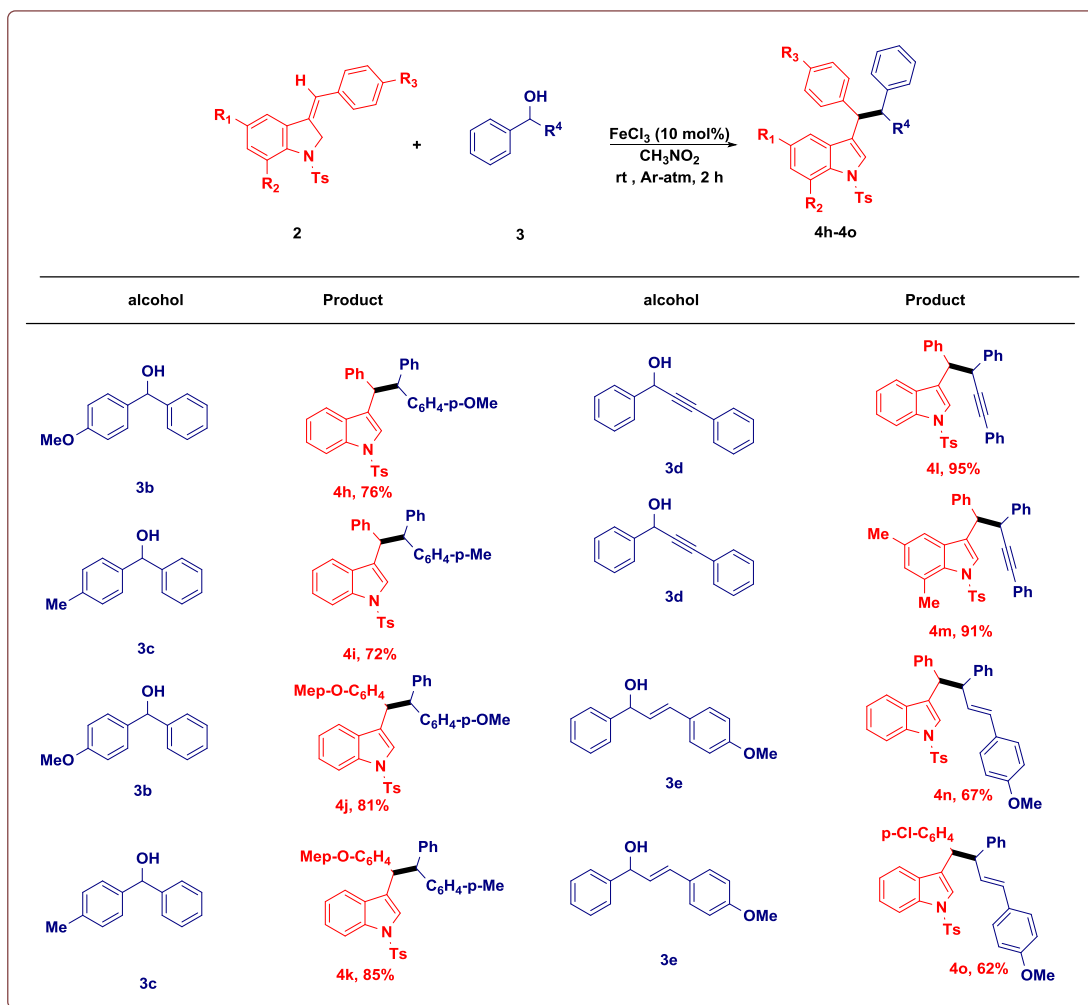 H
R3
R1
N
Ts
R2
2
+
OH
R4
3
FeCl3 (10 mol%)
CH3NO2
rt , Ar-atm, 2 h
R3
R4
R1
N
Ts
R2
4h-4o
alcohol Product alcohol Product
OH
MeO
3b
Ph Ph
C6H4-p-OMe
N
Ts
4h, 76%
OH
3d
Ph Ph
N
Ts
Ph
4l, 95%
OH
Me
3c
Ph Ph
C6H4-p-Me
N
Ts
4i, 72%
OH
3d
Ph Ph
Me
N
Me
Ts
Ph
4m, 91%
OH
MeO
3b
Mep-O-C6H4 Ph
C6H4-p-OMe
N
Ts
4j, 81%
OH
OMe
3e
Ph Ph
N
Ts
OMe
4n, 67%
OH
Me
3c
Mep-O-C6H4 Ph
C6H4-p-Me
N
Ts
4k, 85%
OH
OMe
3e
p-Cl-C6H4 Ph
N
Ts
OMe
4o, 62%